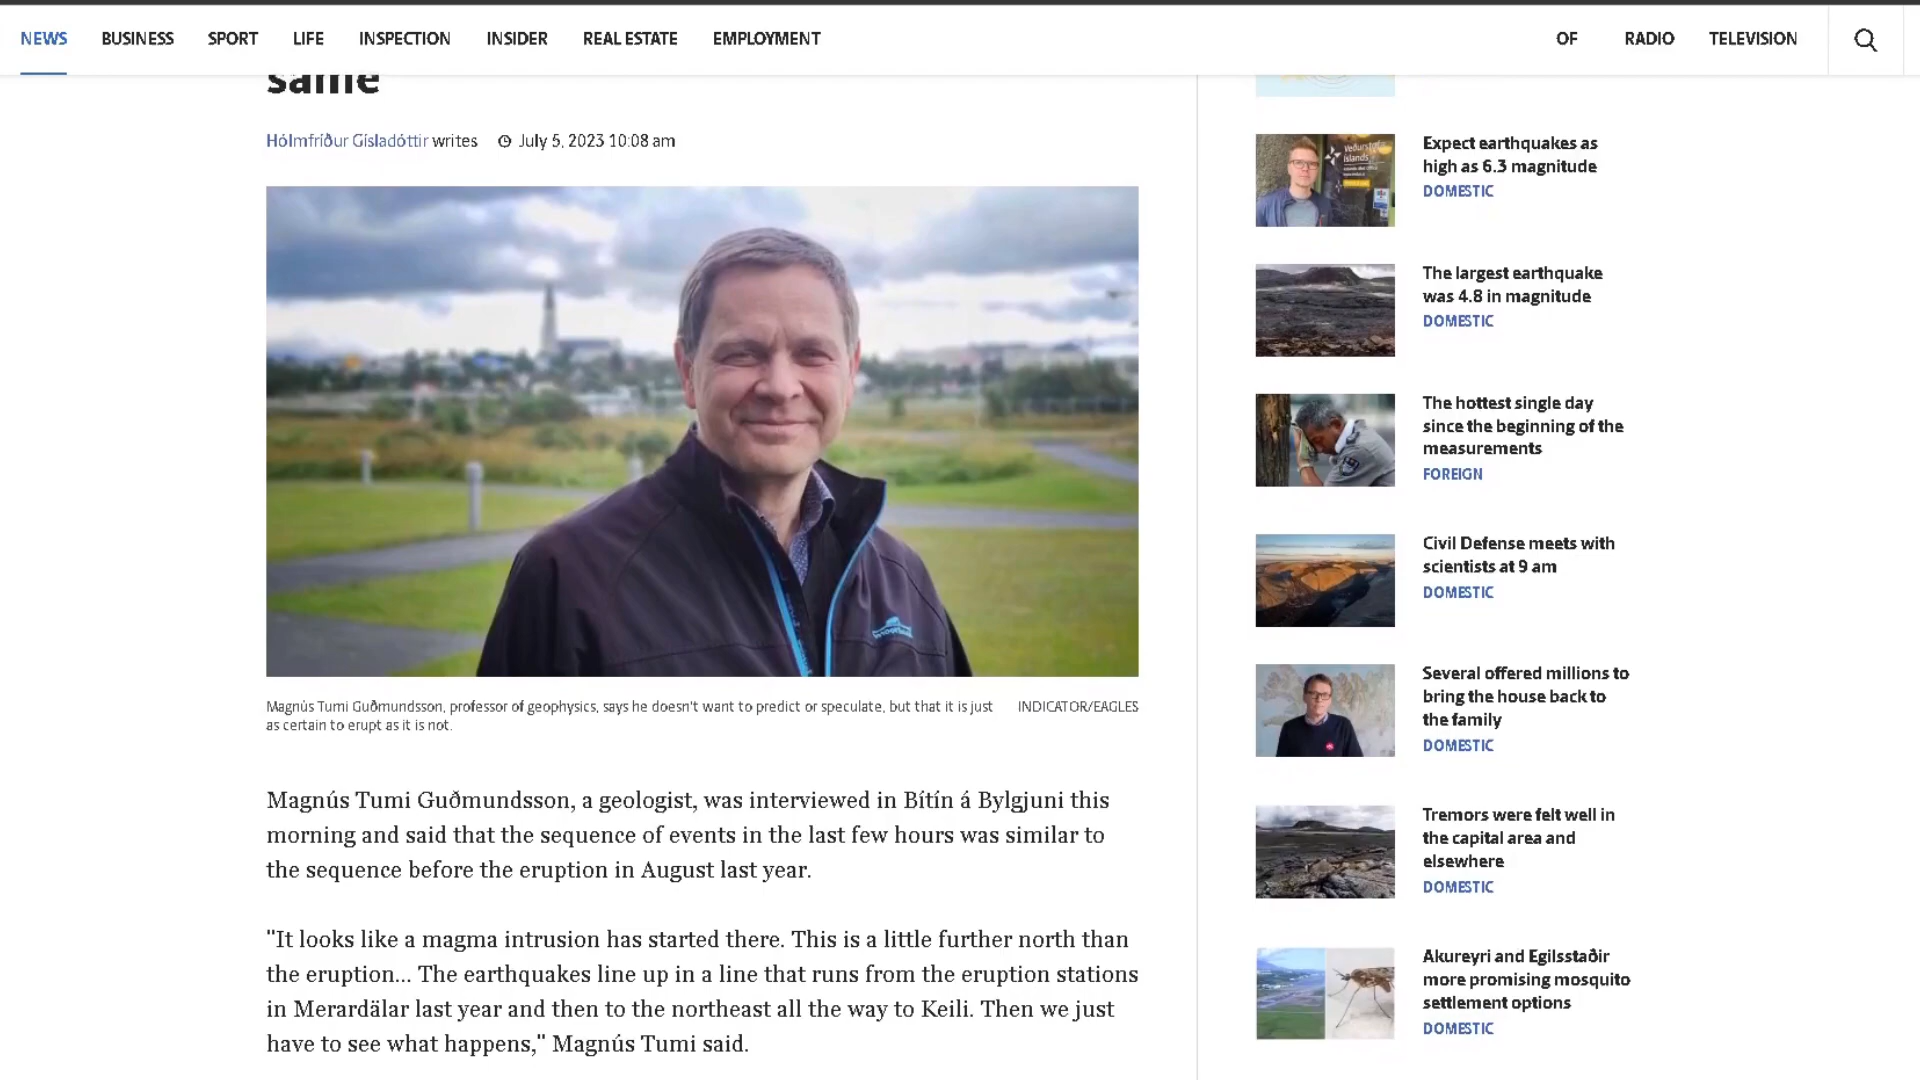 NEWS BUSINESS SPORT LIFE INSPECTION INSIDER REAL ESTATE EMPLOYMENT OF RADIO TELEVISION
same
Hólmfríður Gísladóttir writes July 5, 2023 10:08 am
Magnús Tumi Guðmundsson, professor of geophysics, says he doesn't want to predict or speculate, but that it is just
as certain to erupt as it is not.
INDICATOR/EAGLES
Magnús Tumi Guðmundsson, a geologist, was interviewed in Bítín á Bylgjuni this
morning and said that the sequence of events in the last few hours was similar to
the sequence before the eruption in August last year.
"It looks like a magma intrusion has started there. This is a little further north than
the eruption... The earthquakes line up in a line that runs from the eruption stations
in Merardälar last year and then to the northeast all the way to Keili. Then we just
have to see what happens," Magnús Tumi said.
Veðurstofa
Íslands
Expect earthquakes as
high as 6.3 magnitude
DOMESTIC
The largest earthquake
was 4.8 in magnitude
DOMESTIC
The hottest single day
since the beginning of the
measurements
FOREIGN
Civil Defense meets with
scientists at 9 am
DOMESTIC
Several offered millions to
bring the house back to
the family
DOMESTIC
Tremors were felt well in
the capital area and
elsewhere
DOMESTIC
Akureyri and Egilsstaðir
more promising mosquito
settlement options
DOMESTIC